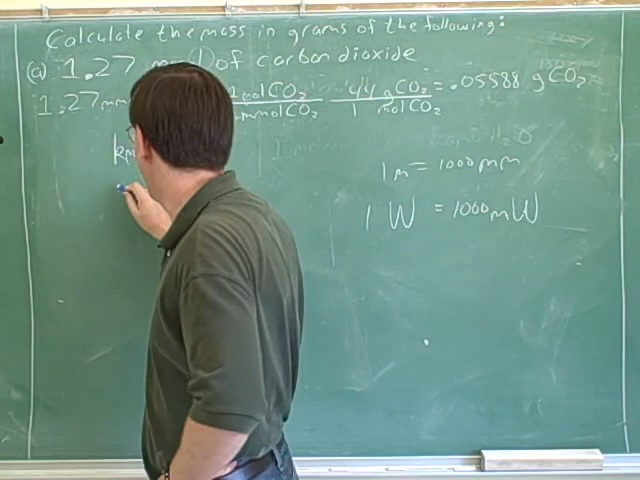 Calculate the mass in grams of the following:
(a) 1.27 of carbon dioxide
1.27 1 mol CO2 44 g CO2 = .05588 g CO2
mmol CO2 1 mol CO2
1 m = 1000 mm
1 W = 1000 mW